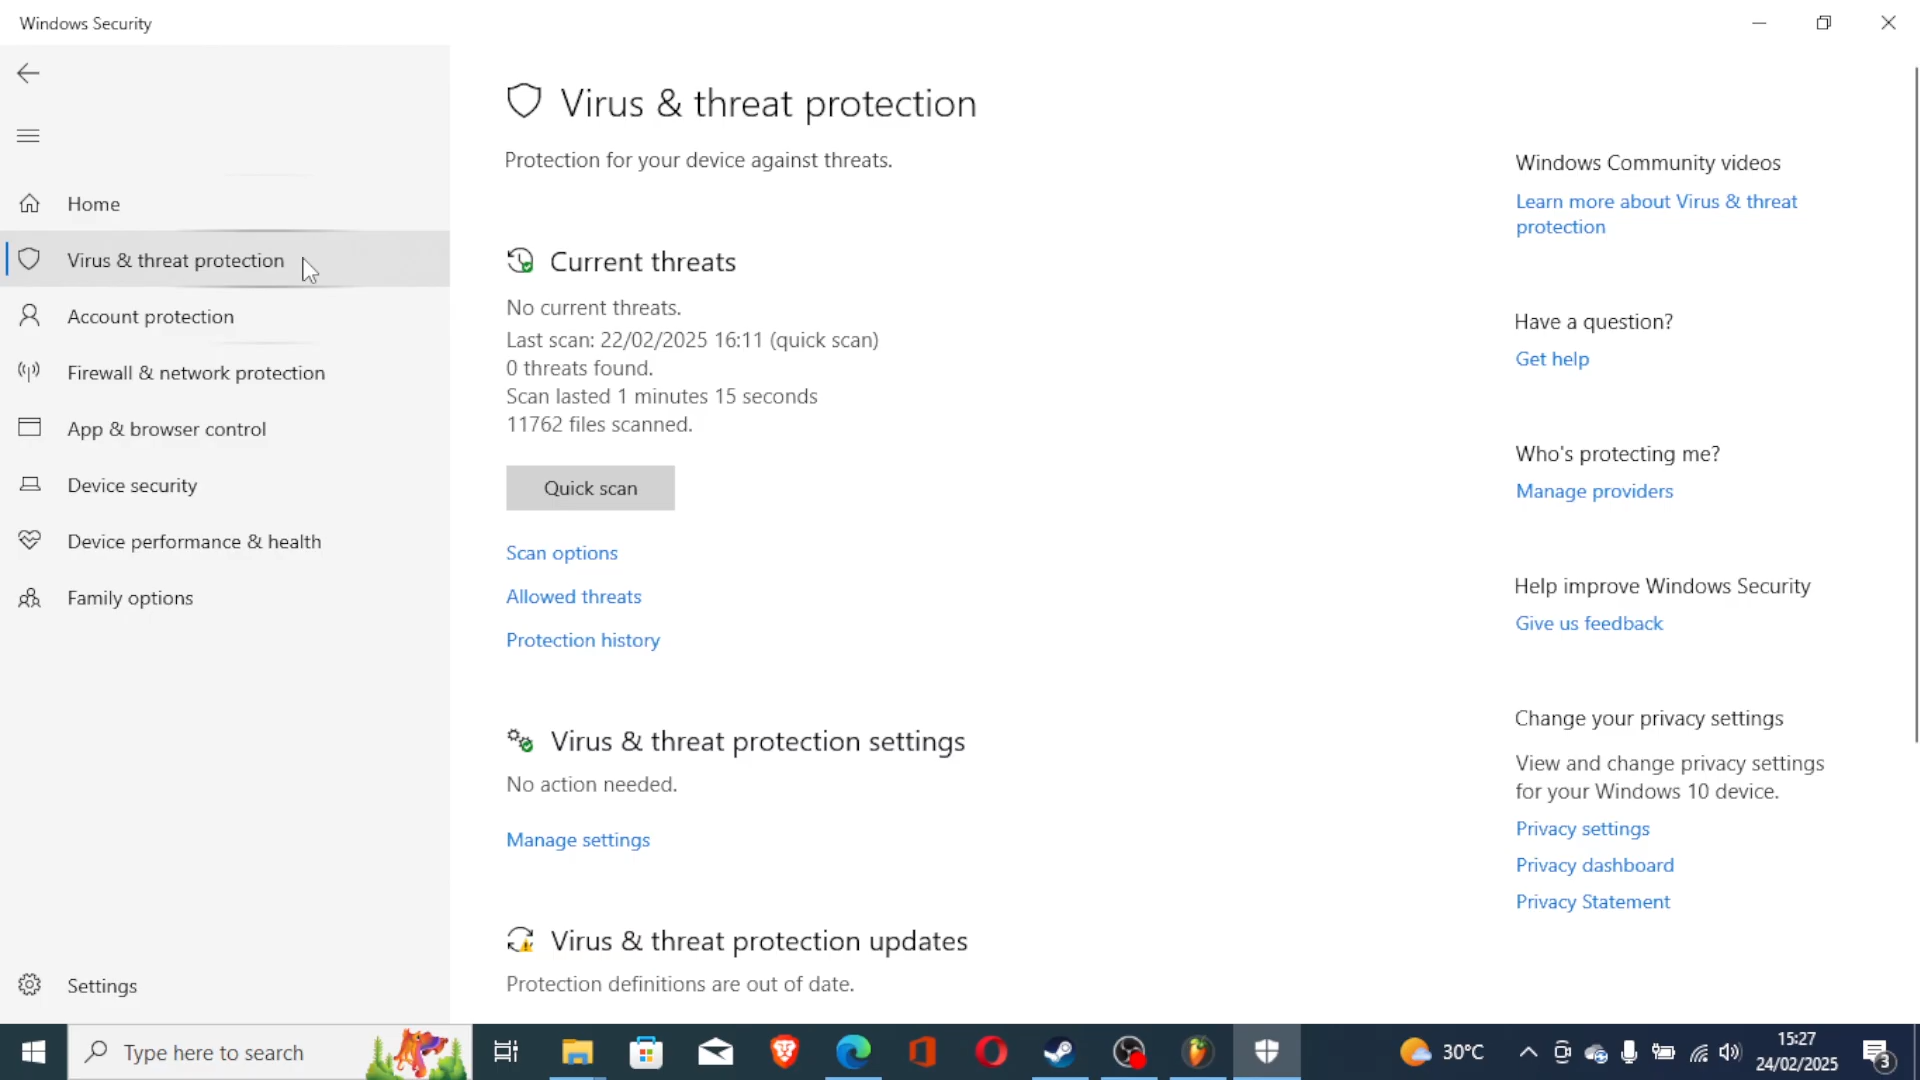 Windows Security
Home
Virus & threat protection
Account protection
Firewall & network protection
App & browser control
Device security
Device performance & health
Family options
Settings
Virus & threat protection
Protection for your device against threats.
Current threats
No current threats.
Last scan: 22/02/2025 16:11 (quick scan)
0 threats found.
Scan lasted 1 minutes 15 seconds
11762 files scanned.
Quick scan
Scan options
Allowed threats
Protection history
Virus & threat protection settings
No action needed.
Manage settings
Virus & threat protection updates
Protection definitions are out of date.
Windows Community videos
Learn more about Virus & threat
protection
Have a question?
Get help
Who's protecting me?
Manage providers
Help improve Windows Security
Give us feedback
Change your privacy settings
View and change privacy settings
for your Windows 10 device.
Privacy settings
Privacy dashboard
Privacy Statement
Type here to search
30°C
15:27
24/02/2025
3